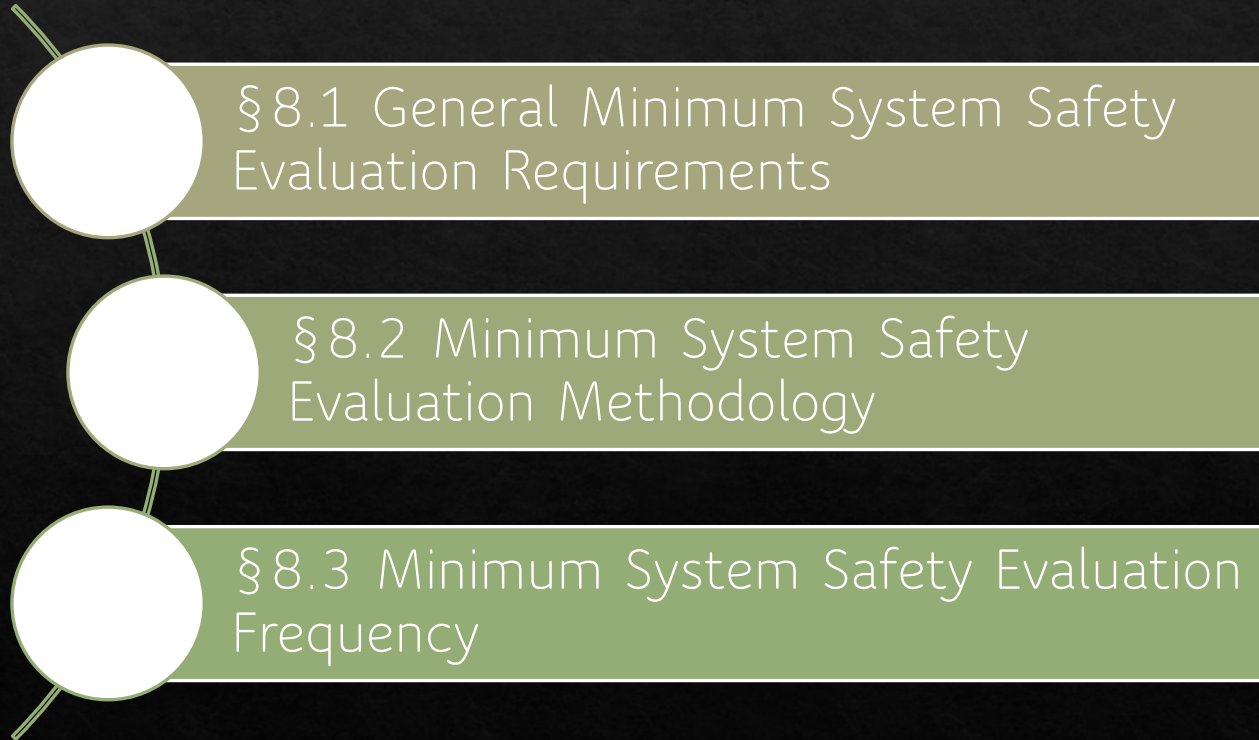 §8.1 General Minimum System Safety
Evaluation Requirements
§8.2 Minimum System Safety
Evaluation Methodology
§8.3 Minimum System Safety Evaluation
Frequency